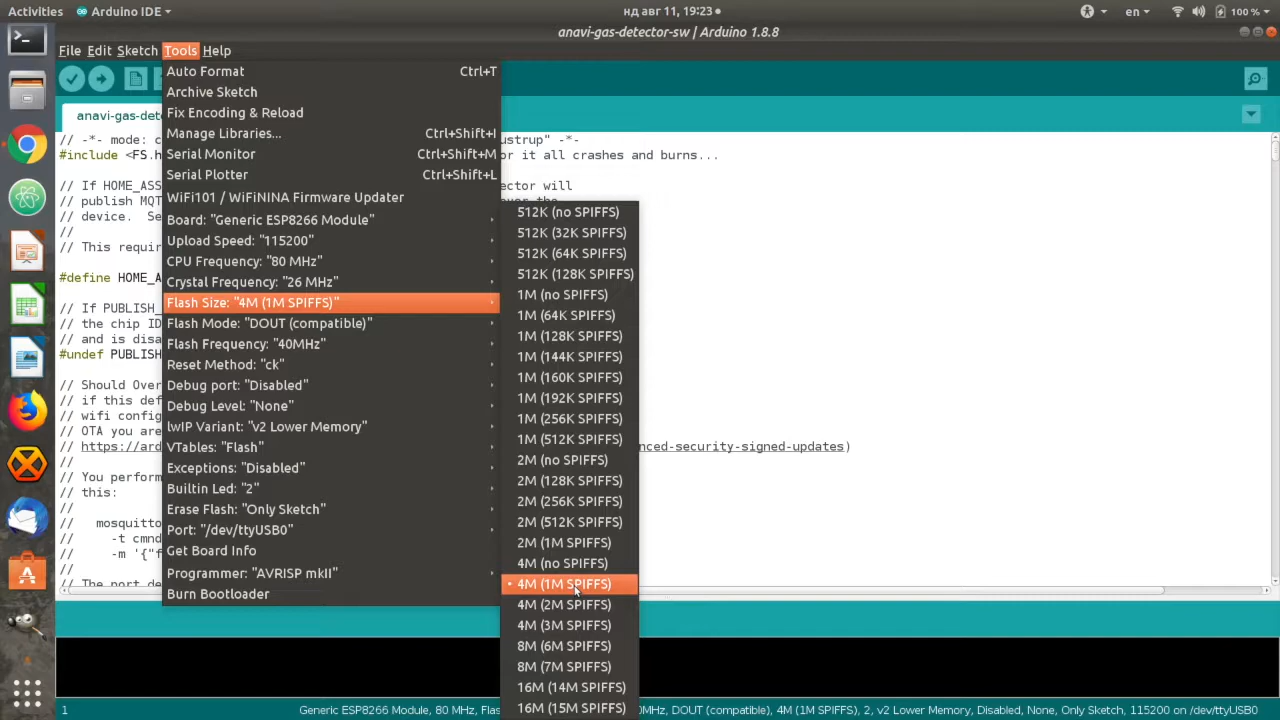 Activities Arduino IDE нд авг 11, 19:23 en 100 %
anavi-gas-detector-sw | Arduino 1.8.8
File Edit Sketch Tools Help
Auto Format Ctrl+T
Archive Sketch
Fix Encoding & Reload
Manage Libraries... Ctrl+Shift+I
Serial Monitor Ctrl+Shift+M
Serial Plotter Ctrl+Shift+L
WiFi101 / WiFiNINA Firmware Updater
Board: "Generic ESP8266 Module"
Upload Speed: "115200"
CPU Frequency: "80 MHz"
Crystal Frequency: "26 MHz"
Flash Size: "4M (1M SPIFFS)"
Flash Mode: "DOUT (compatible)"
Flash Frequency: "40MHz"
Reset Method: "ck"
Debug port: "Disabled"
Debug Level: "None"
lwIP Variant: "v2 Lower Memory"
VTables: "Flash"
Exceptions: "Disabled"
Builtin Led: "2"
Erase Flash: "Only Sketch"
Port: "/dev/ttyUSB0"
Get Board Info
Programmer: "AVRISP mkII"
Burn Bootloader
512K (no SPIFFS)
512K (32K SPIFFS)
512K (64K SPIFFS)
512K (128K SPIFFS)
1M (no SPIFFS)
1M (64K SPIFFS)
1M (128K SPIFFS)
1M (144K SPIFFS)
1M (160K SPIFFS)
1M (192K SPIFFS)
1M (256K SPIFFS)
1M (512K SPIFFS)
2M (no SPIFFS)
2M (128K SPIFFS)
2M (256K SPIFFS)
2M (512K SPIFFS)
2M (1M SPIFFS)
4M (no SPIFFS)
4M (1M SPIFFS)
4M (2M SPIFFS)
4M (3M SPIFFS)
8M (6M SPIFFS)
8M (7M SPIFFS)
16M (14M SPIFFS)
16M (15M SPIFFS)
anavi-gas-dete
// -*- mode: c ustrup" -*-
#include <FS.h or it all crashes and burns...
// If HOME_ASS ector will
// publish MQT over the
// device. Se
//
// This requir
#define HOME_A
// If PUBLISH_
// the chip ID
// and is disa
#undef PUBLISH
// Should Over
// if this def
// wifi config
// OTA you are
// https://ard nced-security-signed-updates)
//
// You perform
// this:
//
// mosquitto
// -t cmnd
// -m '{"f
//
// The port de
1 Generic ESP8266 Module, 80 MHz, Flas 0MHz, DOUT (compatible), 4M (1M SPIFFS), 2, v2 Lower Memory, Disabled, None, Only Sketch, 115200 on /dev/ttyUSB0